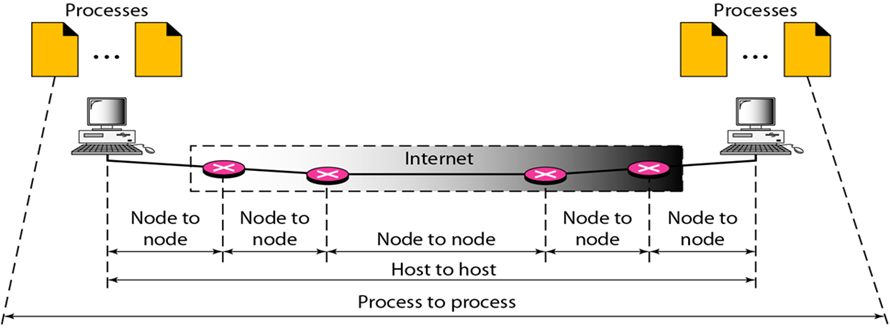 Processes
Processes
...
...
Internet
Node to
node
Node to
node
Node to node
Node to
node
Node to
node
Host to host
Process to process